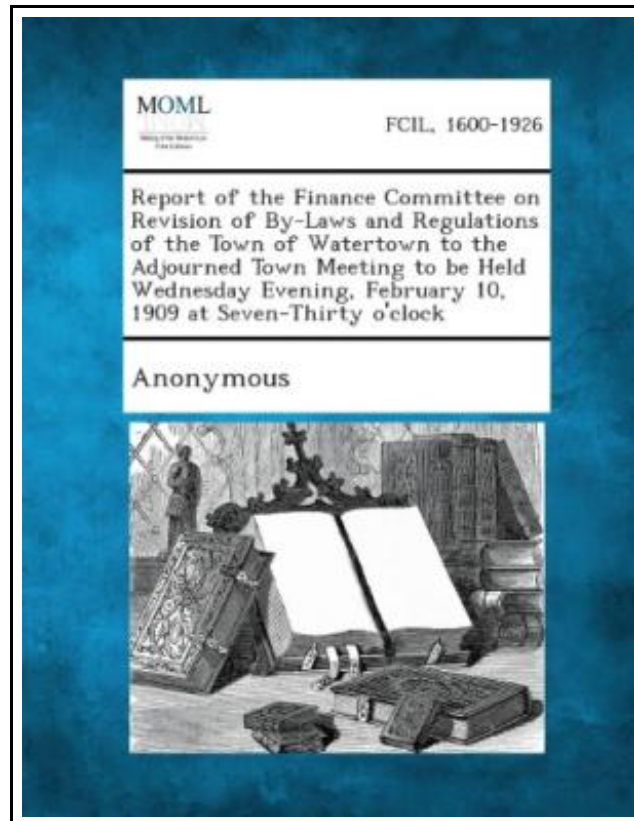 MOML
FCIL, 1600-1926
Report of the Finance Committee on
Revision of By-Laws and Regulations
of the Town of Watertown to the
Adjourned Town Meeting to be Held
Wednesday Evening, February 10,
1909 at Seven-Thirty o'clock
Anonymous